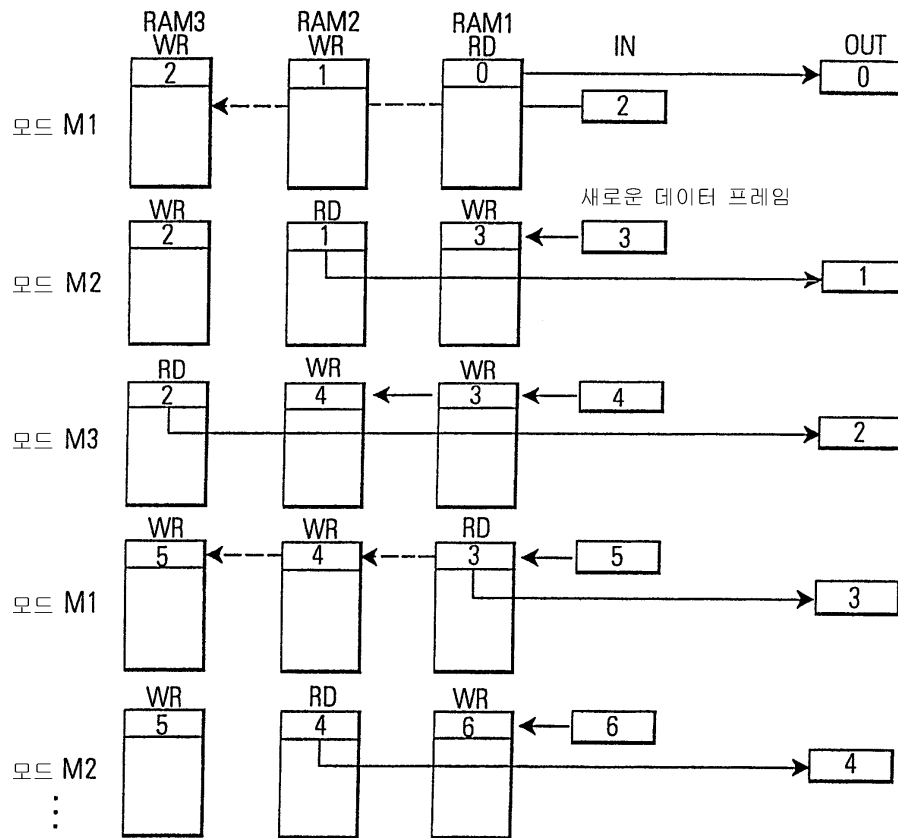 RAM3 RAM2 RAM1
WR WR RD IN OUT
2 1 0 0
2
모드 M1
새로운 데이터 프레임
WR RD WR
2 1 3 3
1
모드 M2
RD WR WR
2 4 3 4
2
모드 M3
WR WR RD
5 4 3 5
3
모드 M1
WR RD WR
5 4 6 6
4
모드 M2